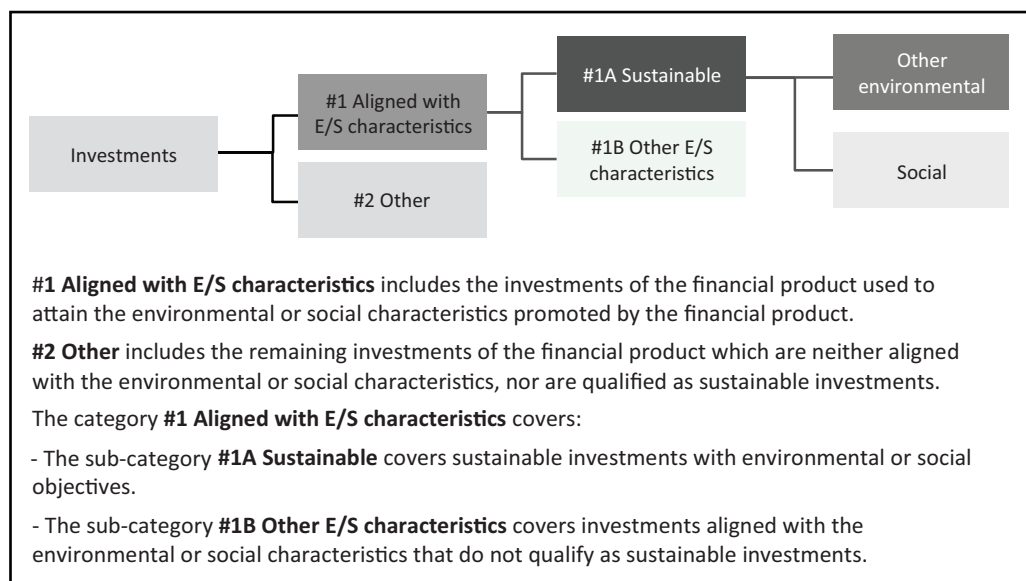 Investments
#1 Aligned with
E/S characteristics
#2 Other
#1A Sustainable
#1B Other E/S
characteristics
Other
environmental
Social
#1 Aligned with E/S characteristics includes the investments of the financial product used to
attain the environmental or social characteristics promoted by the financial product.
#2 Other includes the remaining investments of the financial product which are neither aligned
with the environmental or social characteristics, nor are qualified as sustainable investments.
The category #1 Aligned with E/S characteristics covers:
- The sub-category #1A Sustainable covers sustainable investments with environmental or social
objectives.
- The sub-category #1B Other E/S characteristics covers investments aligned with the
environmental or social characteristics that do not qualify as sustainable investments.